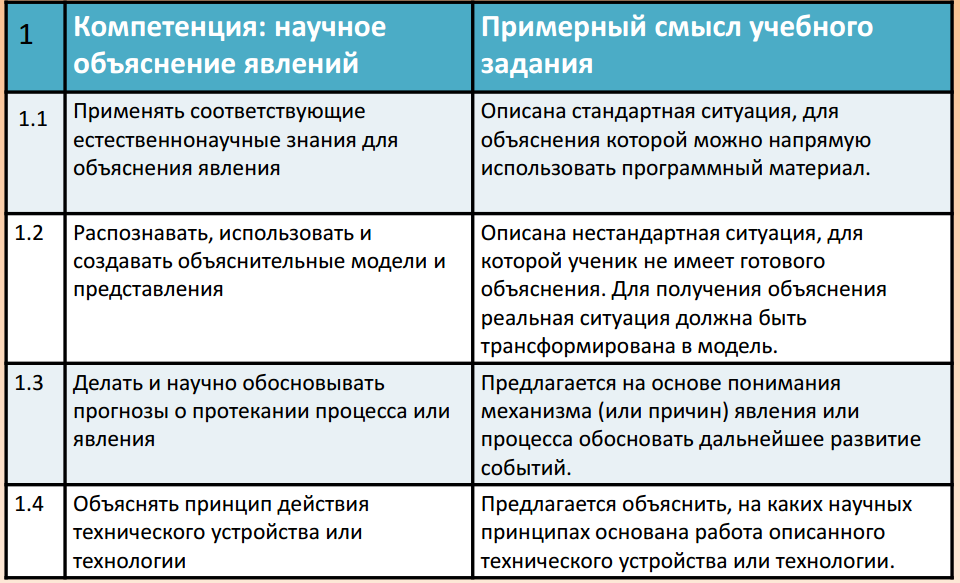 1
Компетенция: научное
объяснение явлений
Примерный смысл учебного
задания
1.1
Применять соответствующие
естественнонаучные знания для
объяснения явления
Описана стандартная ситуация, для
объяснения которой можно напрямую
использовать программный материал.
1.2
Распознавать, использовать и
создавать объяснительные модели и
представления
Описана нестандартная ситуация, для
которой ученик не имеет готового
объяснения. Для получения объяснения
реальная ситуация должна быть
трансформирована в модель.
1.3
Делать и научно обосновывать
прогнозы о протекании процесса или
явления
Предлагается на основе понимания
механизма (или причин) явления или
процесса обосновать дальнейшее развитие
событий.
1.4
Объяснять принцип действия
технического устройства или
технологии
Предлагается объяснить, на каких научных
принципах основана работа описанного
технического устройства или технологии.